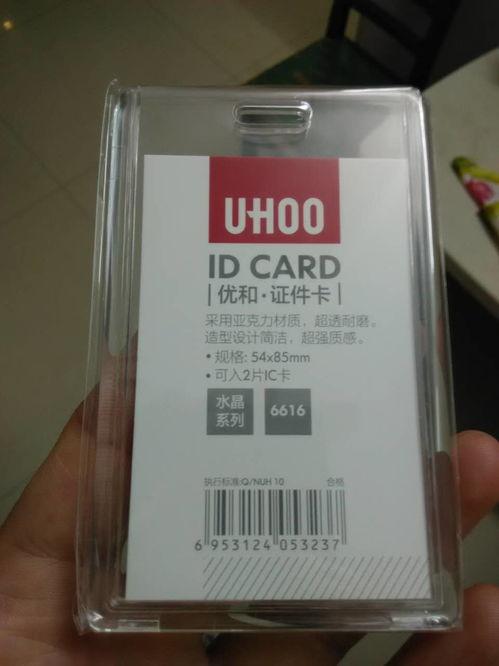 UHOO
ID CARD
优和·证件卡
采用亚克力材质，超透耐磨。
造型设计简洁，超强质感。
• 规格: 54x85mm
• 可入2片IC卡
水晶
系列
6616
执行标准:Q/NUH 10 合格
6 953124 053237